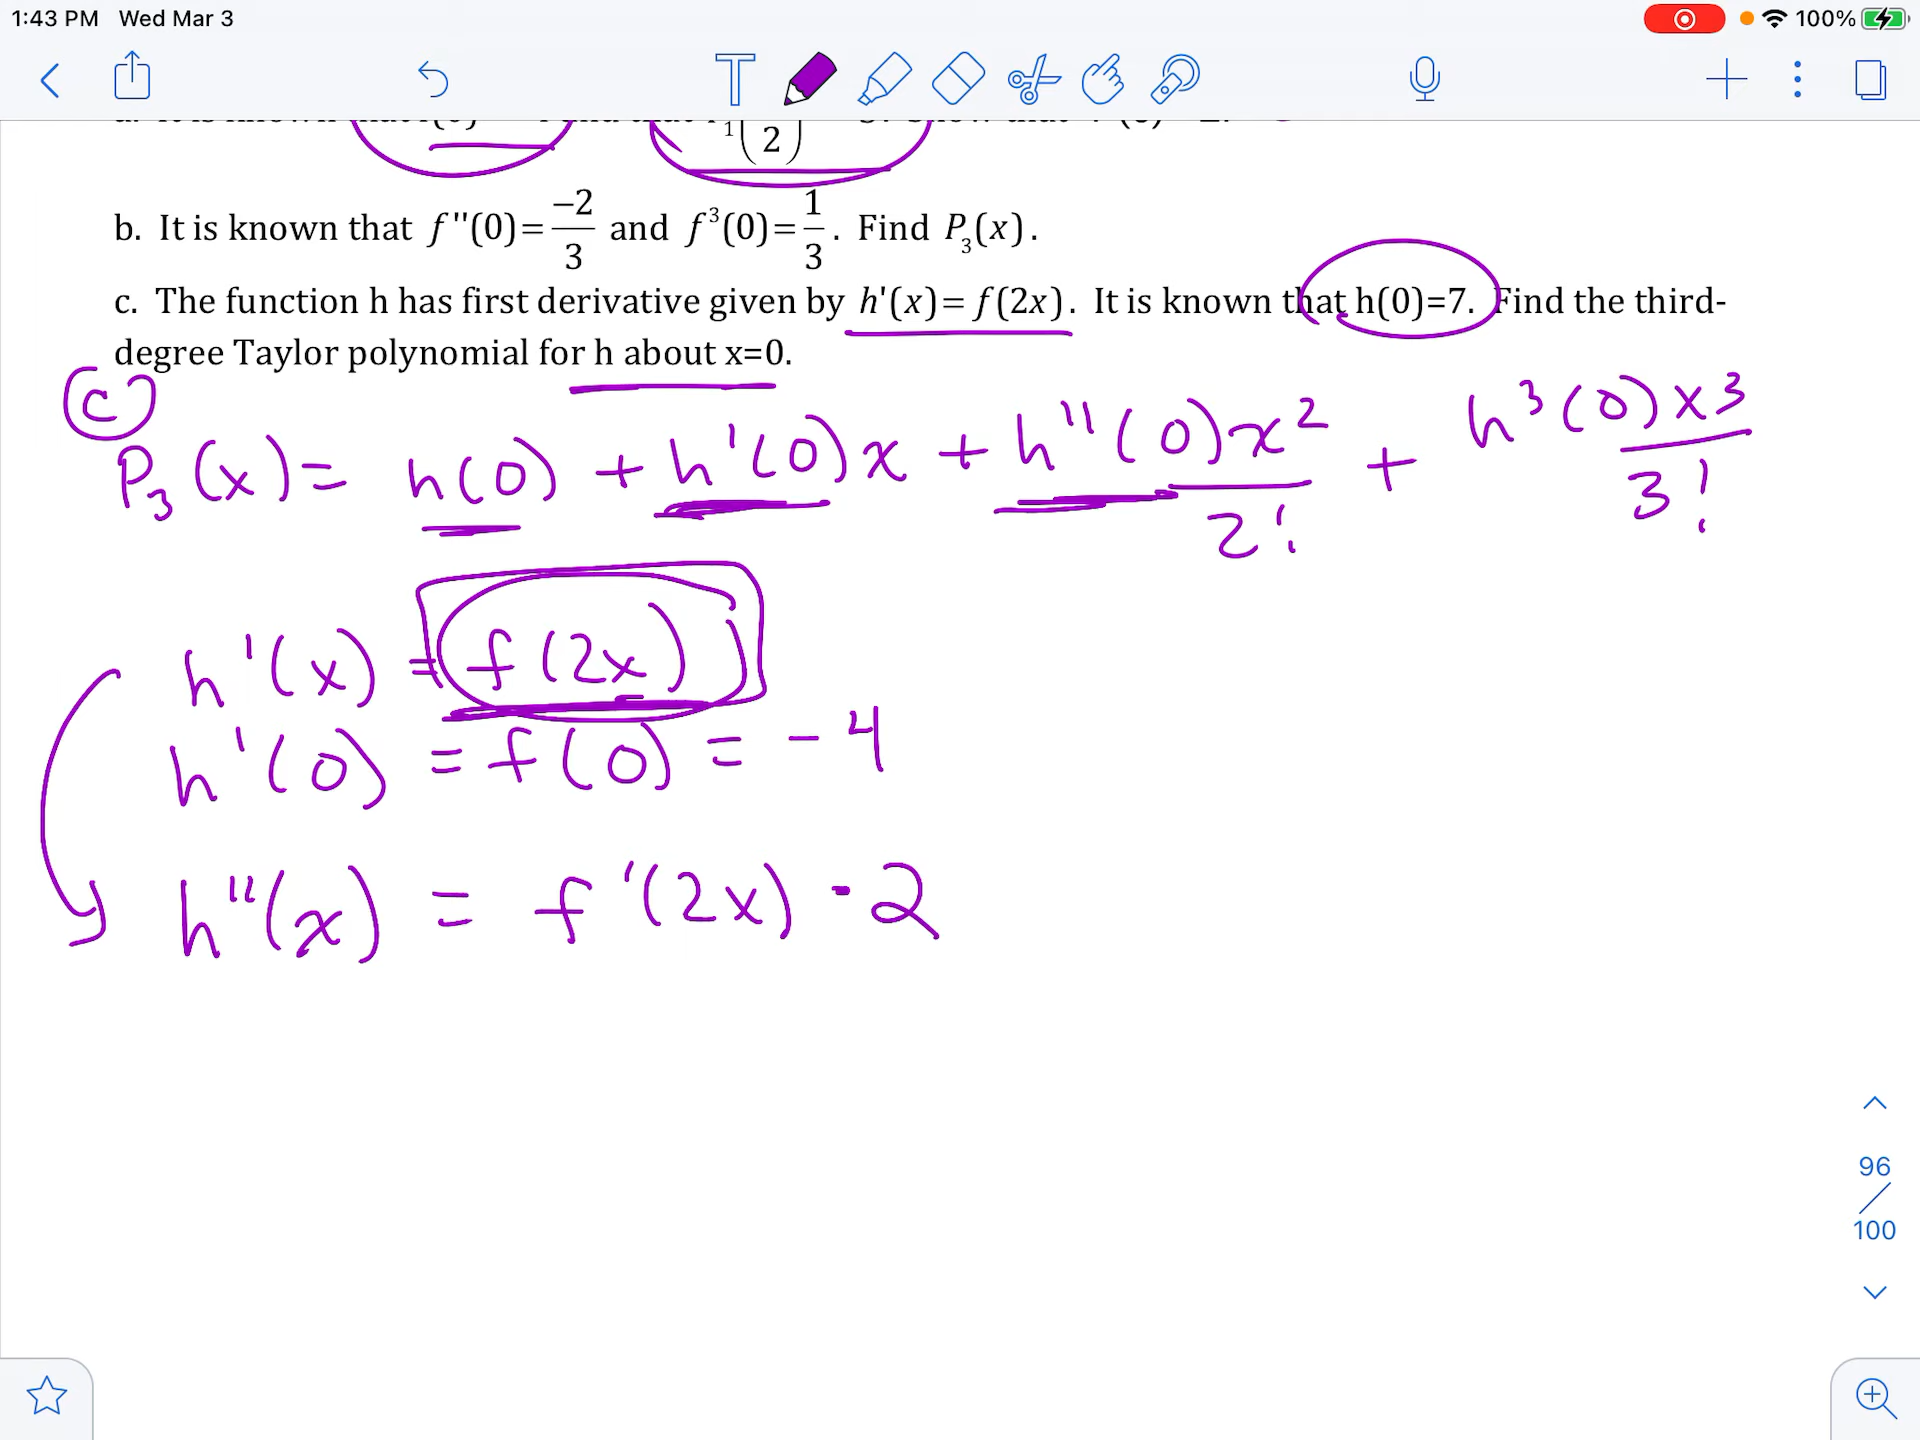 1:43 PM Wed Mar 3 100%
1(2)
b. It is known that f''(0)=-2/3 and f³(0)=1/3. Find P₃(x).
c. The function h has first derivative given by h'(x)=f(2x). It is known that h(0)=7. Find the third-
degree Taylor polynomial for h about x=0.
C
P₃(x) = h(0) + h'(0)x + h''(0)x²/2! + h³(0)x3/3!
h'(x) = f(2x)
h'(0) = f(0) = -4
h''(x) = f'(2x) · 2
96
/
100